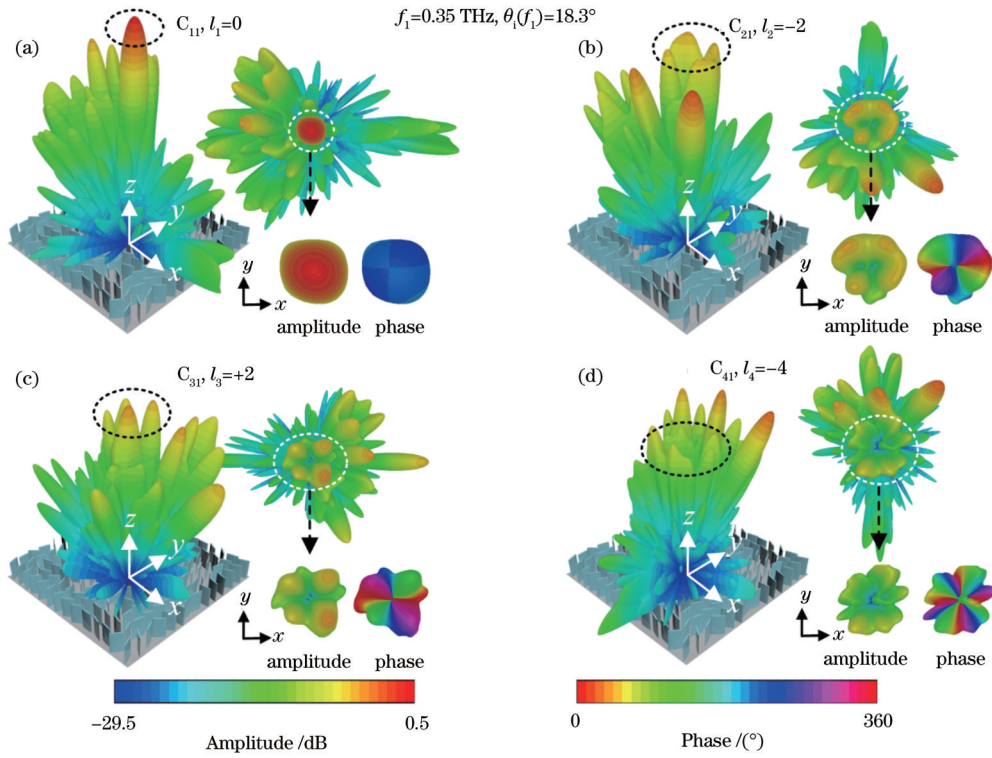 f₁=0.35 THz, θᵢ(f₁)=18.3°
(a)
C₁₁, l₁=0
z
y
x
y
x
amplitude phase
(b)
C₂₁, l₂=−2
z
y
x
y
x
amplitude phase
(c)
C₃₁, l₃=+2
z
y
x
y
x
amplitude phase
(d)
C₄₁, l₄=−4
z
y
x
y
x
amplitude phase
−29.5 0.5
Amplitude /dB
0 360
Phase /(°)